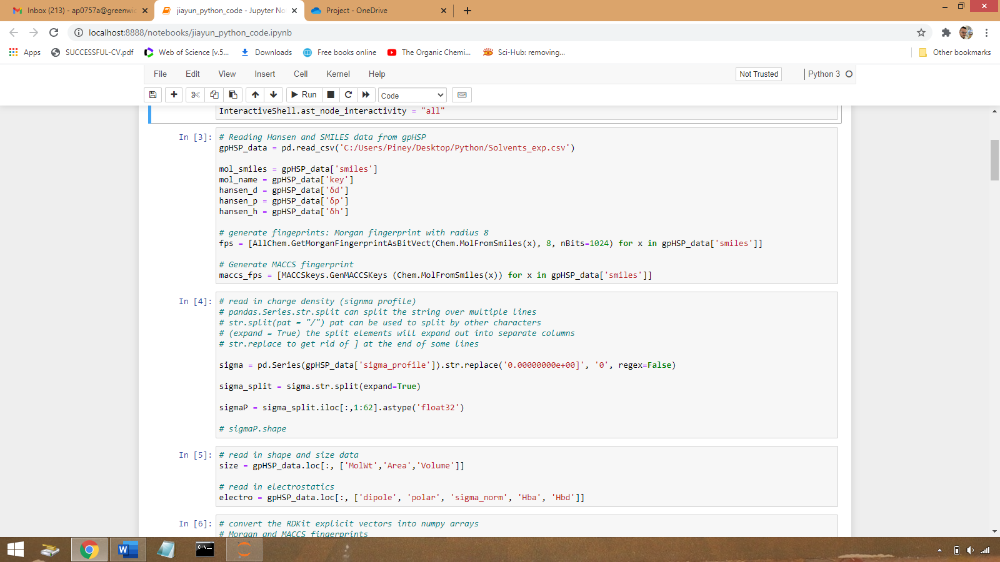 Inbox (213) - ap0757a@greenwic
jiayun_python_code - Jupyter No
Project - OneDrive
localhost:8888/notebooks/jiayun_python_code.ipynb
Apps
SUCCESSFUL-CV.pdf
Web of Science [v.5...
Downloads
Free books online
The Organic Chemi...
Sci-Hub: removing...
Other bookmarks
File Edit View Insert Cell Kernel Help
Not Trusted
Python 3
Run
Code
InteractiveShell.ast_node_interactivity = "all"
In [3]:
# Reading Hansen and SMILES data from gpHSP
gpHSP_data = pd.read_csv('C:/Users/Piney/Desktop/Python/Solvents_exp.csv')
mol_smiles = gpHSP_data['smiles']
mol_name = gpHSP_data['key']
hansen_d = gpHSP_data['δd']
hansen_p = gpHSP_data['δp']
hansen_h = gpHSP_data['δh']
# generate fingeprints: Morgan fingerprint with radius 8
fps = [AllChem.GetMorganFingerprintAsBitVect(Chem.MolFromSmiles(x), 8, nBits=1024) for x in gpHSP_data['smiles']]
# Generate MACCS fingerprint
maccs_fps = [MACCSkeys.GenMACCSKeys (Chem.MolFromSmiles(x)) for x in gpHSP_data['smiles']]
In [4]:
# read in charge density (signma profile)
# pandas.Series.str.split can split the string over multiple lines
# str.split(pat = "/") pat can be used to split by other characters
# (expand = True) the split elements will expand out into separate columns
# str.replace to get rid of ] at the end of some lines
sigma = pd.Series(gpHSP_data['sigma_profile']).str.replace('0.00000000e+00]', '0', regex=False)
sigma_split = sigma.str.split(expand=True)
sigmaP = sigma_split.iloc[:,1:62].astype('float32')
# sigmaP.shape
In [5]:
# read in shape and size data
size = gpHSP_data.loc[:, ['MolWt','Area','Volume']]
# read in electrostatics
electro = gpHSP_data.loc[:, ['dipole', 'polar', 'sigma_norm', 'Hba', 'Hbd']]
In [6]:
# convert the RDKit explicit vectors into numpy arrays
# Morgan and MACCS fingerprints